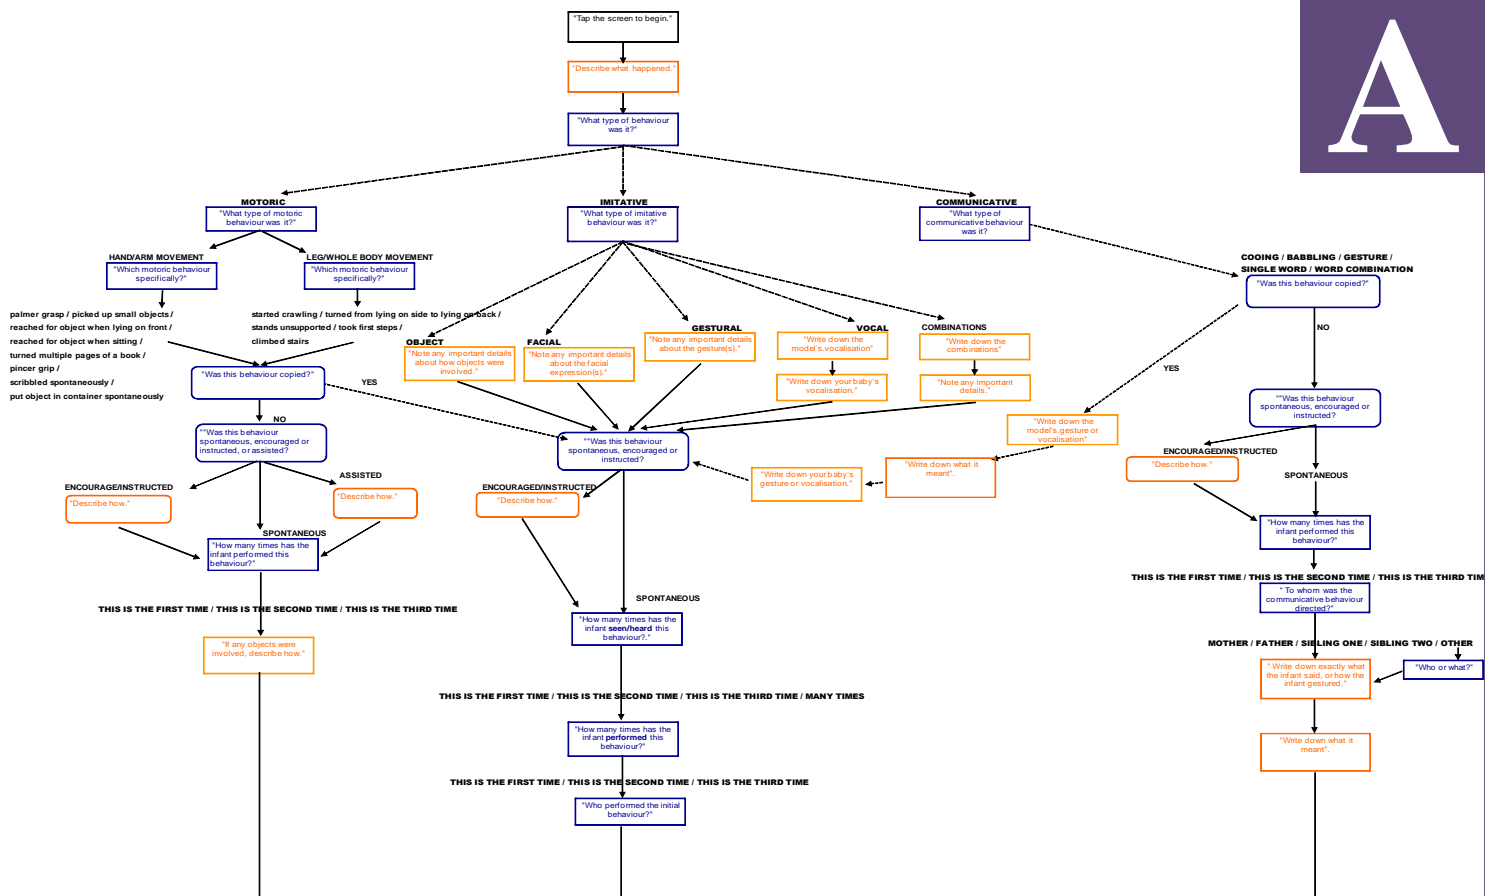 "Tap the screen to begin."
A
"Describe what happened."
"What type of behaviour
was it?"
MOTORIC
"What type of motoric
behaviour was it?"
IMITATIVE
"What type of imitative
behaviour was it?"
COMMUNICATIVE
"What type of
communicative behaviour
was it?
HAND/ARM MOVEMENT
"Which motoric behaviour
specifically?"
LEG/WHOLE BODY MOVEMENT
"Which motoric behaviour
specifically?"
COOING / BABBLING / GESTURE /
SINGLE WORD / WORD COMBINATION
"Was this behaviour copied?"
palmer grasp / picked up small objects /
reached for object when lying on front /
reached for object when sitting /
turned multiple pages of a book /
pincer grip /
scribbled spontaneously /
put object in container spontaneously
started crawling / turned from lying on side to lying on back /
stands unsupported / took first steps /
climbed stairs
OBJECT
"Note any important details
about how objects were
involved."
FACIAL
"Note any important details
about the facial
expression(s)."
GESTURAL
"Note any important details
about the gesture(s)."
VOCAL
"Write down the
model's.vocalisation"
"Write down your baby's
vocalisation."
COMBINATIONS
"Write down the
combinations"
"Note any important
details."
NO
YES
"Was this behaviour copied?"
YES
NO
""Was this behaviour
spontaneous, encouraged or
instructed, or assisted?
""Was this behaviour
spontaneous, encouraged or
instructed?
"Write down the
model's,gesture or
vocalisation"
""Was this behaviour
spontaneous, encouraged or
instructed?
ENCOURAGE/INSTRUCTED
"Describe how."
ASSISTED
"Describe how."
ENCOURAGED/INSTRUCTED
"Describe how."
"Write down your baby's
gesture or vocalisation."
"Write down what it
meant".
ENCOURAGED/INSTRUCTED
"Describe how."
SPONTANEOUS
SPONTANEOUS
"How many times has the
infant performed this
behaviour?"
"How many times has the
infant performed this
behaviour?"
THIS IS THE FIRST TIME / THIS IS THE SECOND TIME / THIS IS THE THIRD TIME
"If any objects were
involved, describe how."
SPONTANEOUS
"How many times has the
infant seen/heard this
behaviour?."
THIS IS THE FIRST TIME / THIS IS THE SECOND TIME / THIS IS THE THIRD TIME / MANY TIMES
"How many times has the
infant performed this
behaviour?"
THIS IS THE FIRST TIME / THIS IS THE SECOND TIME / THIS IS THE THIRD TIME
"Who performed the initial
behaviour?"
THIS IS THE FIRST TIME / THIS IS THE SECOND TIME / THIS IS THE THIRD TIM
" To whom was the
communicative behaviour
directed?"
MOTHER / FATHER / SIBLING ONE / SIBLING TWO / OTHER
" Write down exactly what
the infant said, or how the
infant gestured."
"Who or what?"
"Write down what it
meant".